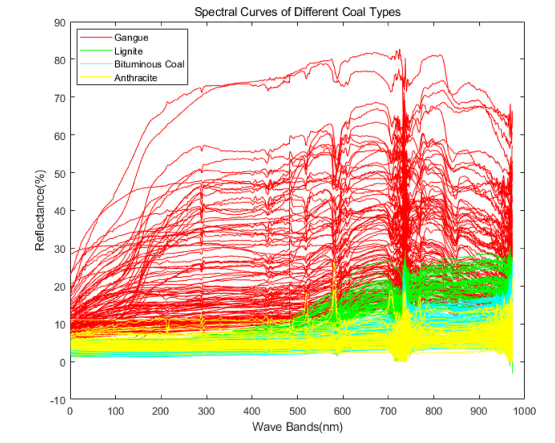 Spectral Curves of Different Coal Types
90
80
70
60
50
40
30
20
10
0
-10
Reflectance(%)
Gangue
Lignite
Bituminous Coal
Anthracite
0 100 200 300 400 500 600 700 800 900 1000
Wave Bands(nm)